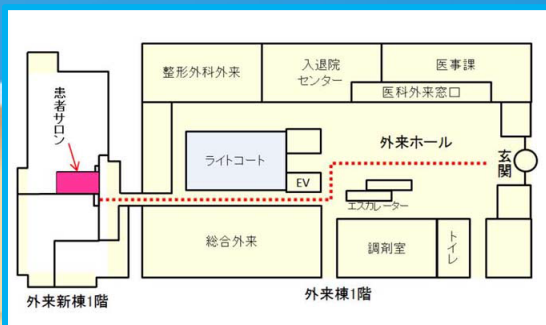 整形外科外来
入退院
センター
医事課
医科外来窓口
患者サロン
ライトコート
外来ホール
玄関
EV
エスカレーター
総合外来
調剤室
トイレ
外来新棟1階
外来棟1階